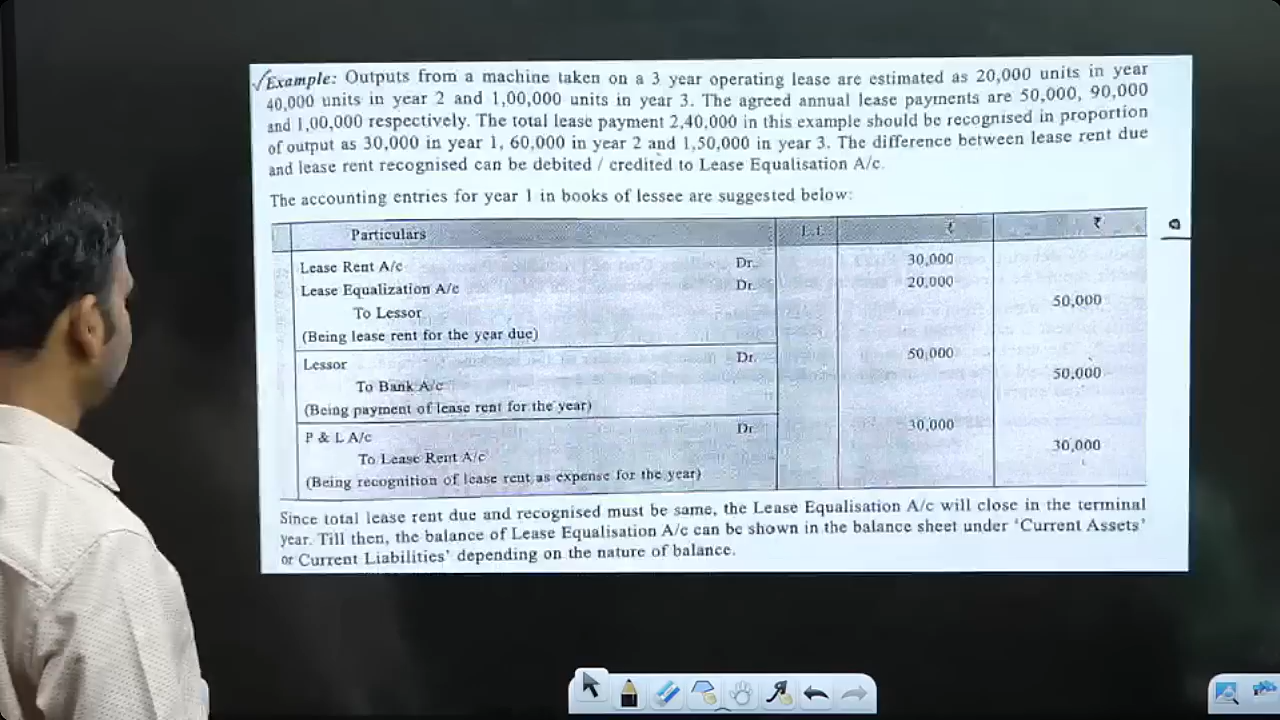 Example: Outputs from a machine taken on a 3 year operating lease are estimated as 20,000 units in year
40,000 units in year 2 and 1,00,000 units in year 3. The agreed annual lease payments are 50,000, 90,000
and 1,00,000 respectively. The total lease payment 2,40,000 in this example should be recognised in proportion
of output as 30,000 in year 1, 60,000 in year 2 and 1,50,000 in year 3. The difference between lease rent due
and lease rent recognised can be debited / credited to Lease Equalisation A/c.
The accounting entries for year 1 in books of lessee are suggested below:
Particulars L.f. ₹ ₹
Lease Rent A/c Dr. 30,000
Lease Equalization A/c Dr. 20,000
To Lessor 50,000
(Being lease rent for the year due)
Lessor Dr. 50,000
To Bank A/c 50,000
(Being payment of lease rent for the year)
P & L A/c Dr. 30,000
To Lease Rent A/c 30,000
(Being recognition of lease rent as expense for the year)
Since total lease rent due and recognised must be same, the Lease Equalisation A/c will close in the terminal
year. Till then, the balance of Lease Equalisation A/c can be shown in the balance sheet under 'Current Assets'
or Current Liabilities' depending on the nature of balance.